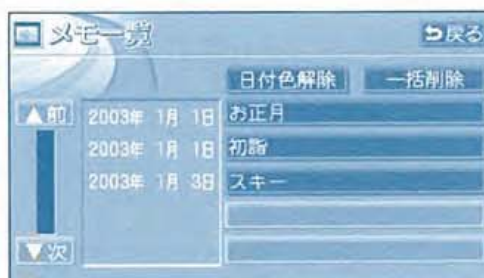 メモ一覧
戻る
日付色解除 一括削除
▲前
2003年 1月 1日 お正月
2003年 1月 1日 初詣
2003年 1月 3日 スキー
▼次